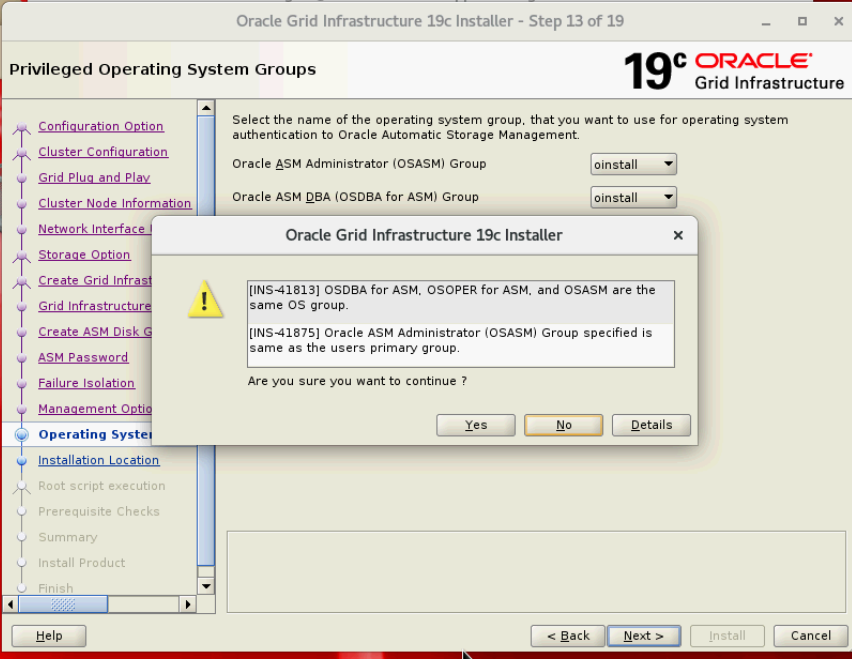 Oracle Grid Infrastructure 19c Installer - Step 13 of 19
Privileged Operating System Groups
19c ORACLE
Grid Infrastructure
Configuration Option
Cluster Configuration
Grid Plug and Play
Cluster Node Information
Network Interface
Storage Option
Create Grid Infrast
Grid Infrastructure
Create ASM Disk G
ASM Password
Failure Isolation
Management Optio
Operating Syste
Installation Location
Root script execution
Prerequisite Checks
Summary
Install Product
Finish
Select the name of the operating system group, that you want to use for operating system
authentication to Oracle Automatic Storage Management.
Oracle ASM Administrator (OSASM) Group oinstall
Oracle ASM DBA (OSDBA for ASM) Group oinstall
Oracle Grid Infrastructure 19c Installer
[INS-41813] OSDBA for ASM, OSOPER for ASM, and OSASM are the
same OS group.
[INS-41875] Oracle ASM Administrator (OSASM) Group specified is
same as the users primary group.
Are you sure you want to continue ?
Yes No Details
Help < Back Next > Install Cancel